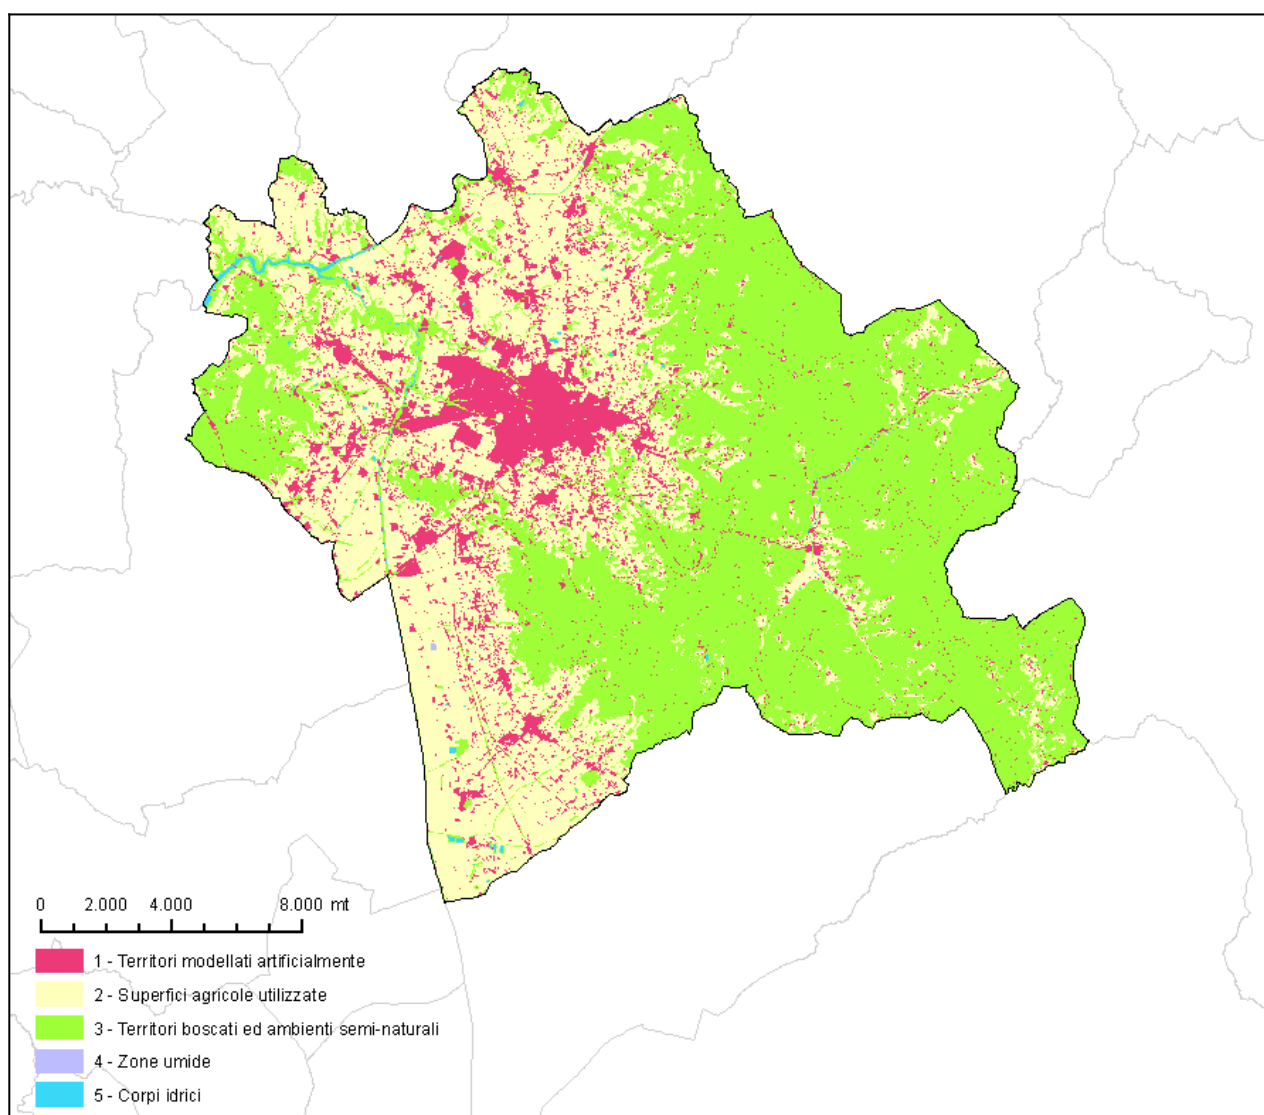 0 2.000 4.000 8.000 mt
1 - Territori modellati artificialmente
2 - Superfici agricole utilizzate
3 - Territori boscati ed ambienti semi-naturali
4 - Zone umide
5 - Corpi idrici